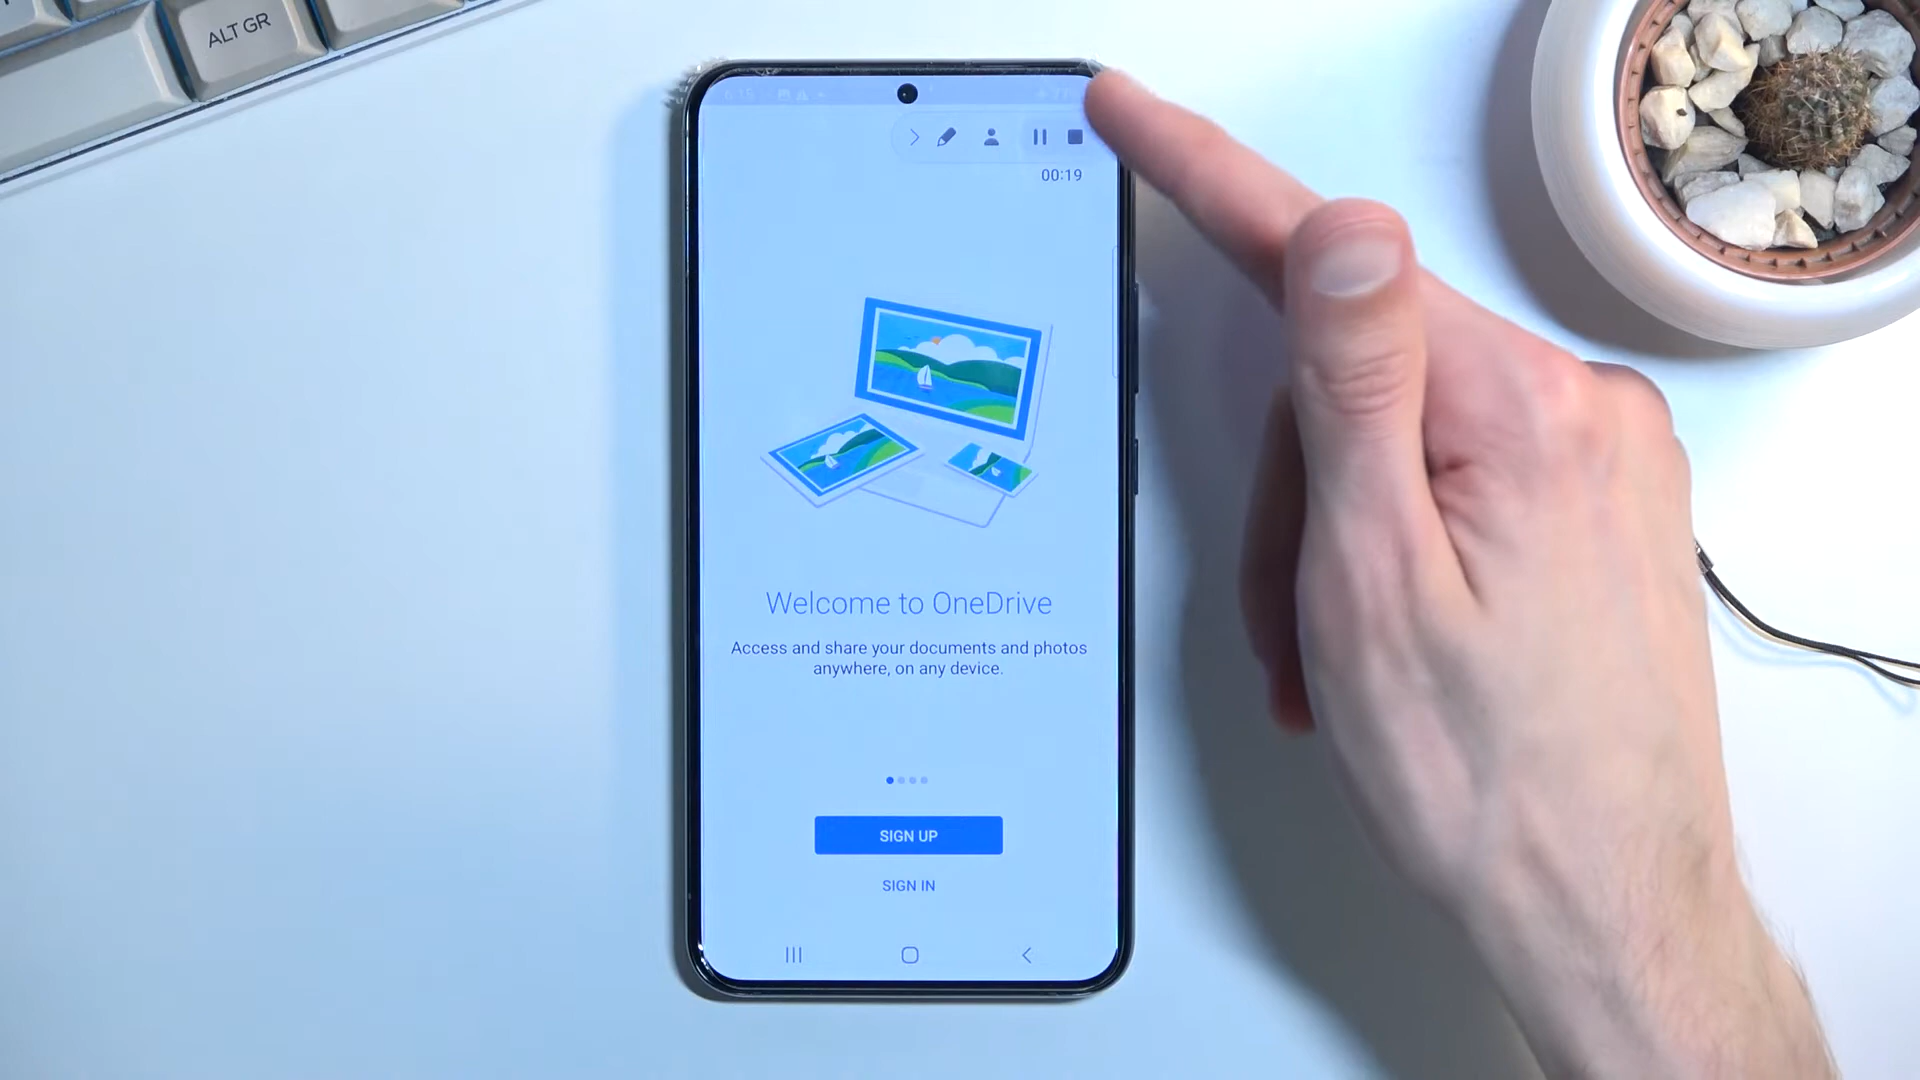 ALT GR
00:19
Welcome to OneDrive
Access and share your documents and photos
anywhere, on any device.
SIGN UP
SIGN IN